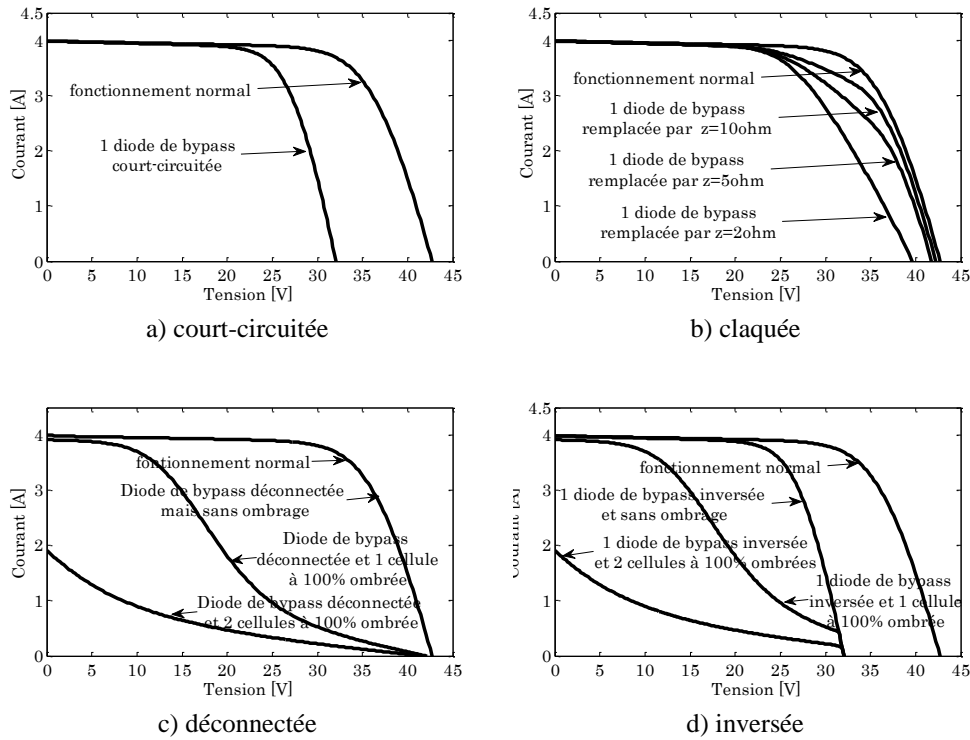 4.5
4
3
2
1
0
Courant [A]
fonctionnement normal
1 diode de bypass
court-circuitée
0 5 10 15 20 25 30 35 40 45
Tension [V]
a) court-circuitée
4.5
4
3
2
1
0
Courant [A]
fonctionnement normal
1 diode de bypass
remplacée par z=10ohm
1 diode de bypass
remplacée par z=5ohm
1 diode de bypass
remplacée par z=2ohm
0 5 10 15 20 25 30 35 40 45
Tension [V]
b) claquée
4
3
2
1
0
Courant [A]
fontionnement normal
Diode de bypass déconnectée
mais sans ombrage
Diode de bypass
déconnectée et 1 cellule
à 100% ombrée
Diode de bypass déconnectée
et 2 cellules à 100% ombrée
0 5 10 15 20 25 30 35 40 45
Tension [V]
c) déconnectée
4.5
4
3
2
1
0
Courant [A]
fonctionnement normal
1 diode de bypass inversée
et sans ombrage
1 diode de bypass inversée
et 2 cellules à 100% ombrées
1 diode de bypass
inversée et 1 cellule
à 100% ombrée
0 5 10 15 20 25 30 35 40 45
Tension [V]
d) inversée